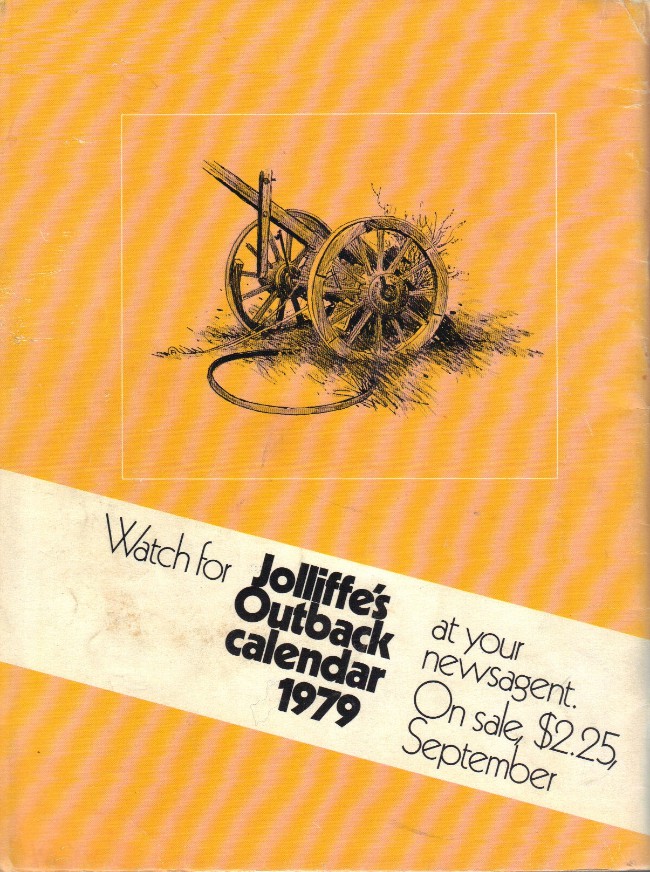 Watch for
Jolliffe's
Outback
calendar
1979
at your
newsagent.
On sale, $2.25,
September